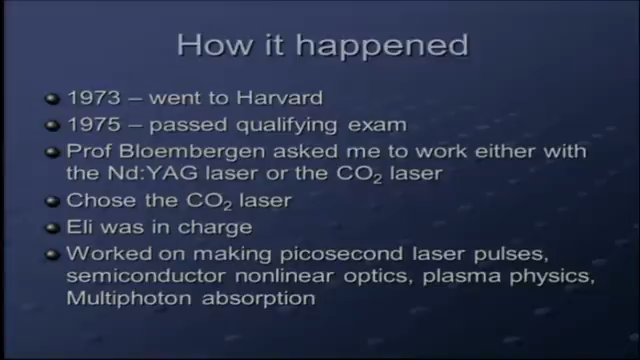 How it happened
1973 – went to Harvard
1975 – passed qualifying exam
Prof Bloembergen asked me to work either with
the Nd:YAG laser or the CO₂ laser
Chose the CO₂ laser
Eli was in charge
Worked on making picosecond laser pulses,
semiconductor nonlinear optics, plasma physics,
Multiphoton absorption